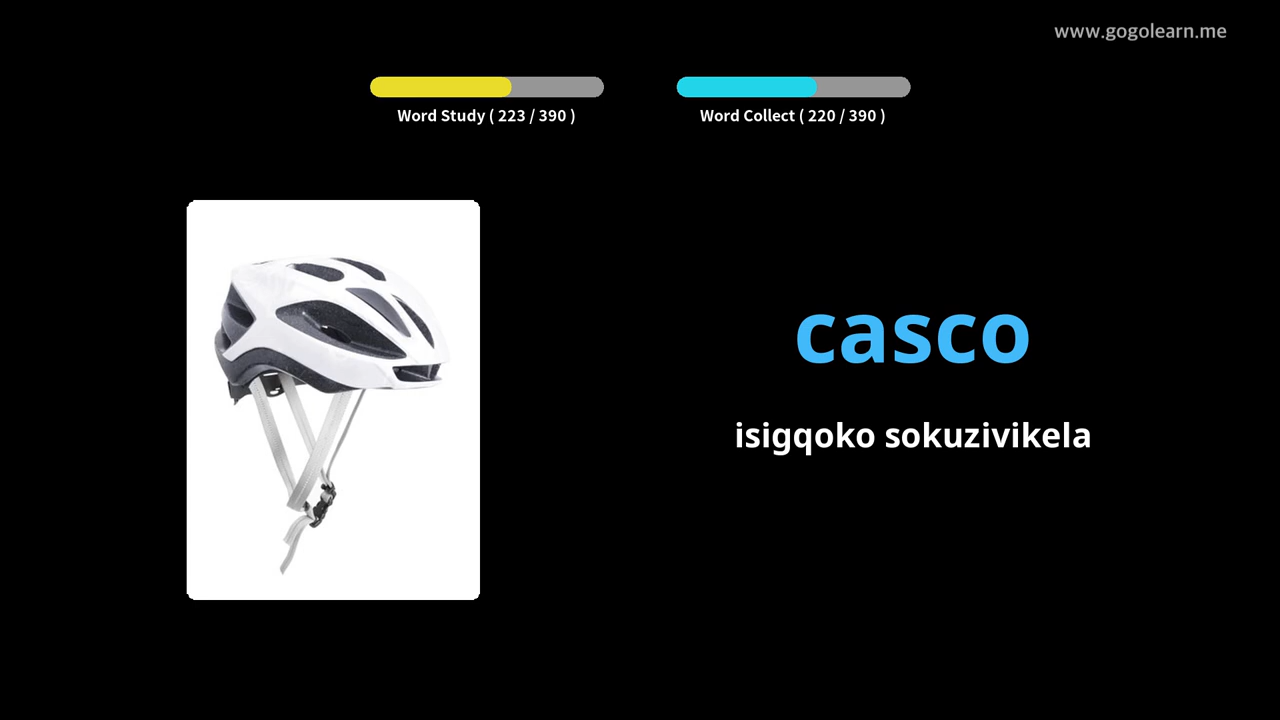 www.gogolearn.me
Word Study ( 223 / 390 )
Word Collect ( 220 / 390 )
casco
isigqoko sokuzivikela